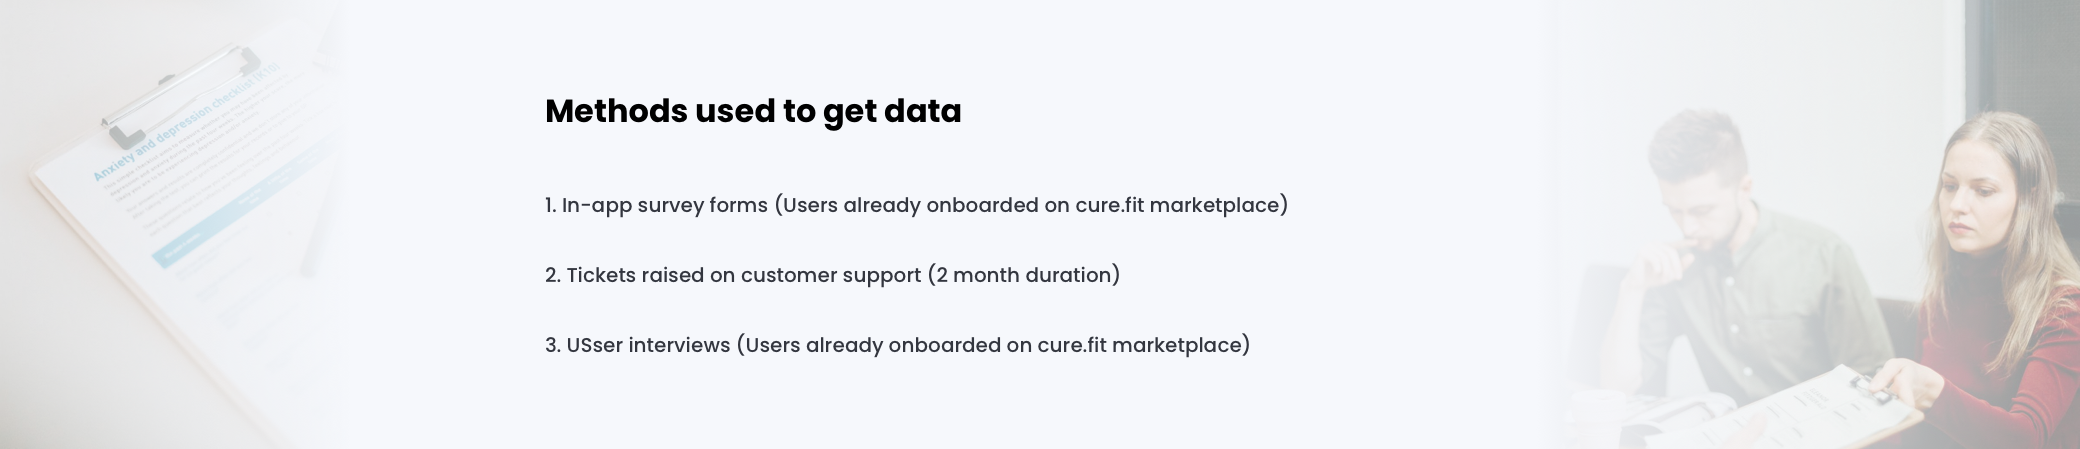 Anxiety and depression checklist (K10)
Methods used to get data
1. In-app survey forms (Users already onboarded on cure.fit marketplace)
2. Tickets raised on customer support (2 month duration)
3. USser interviews (Users already onboarded on cure.fit marketplace)